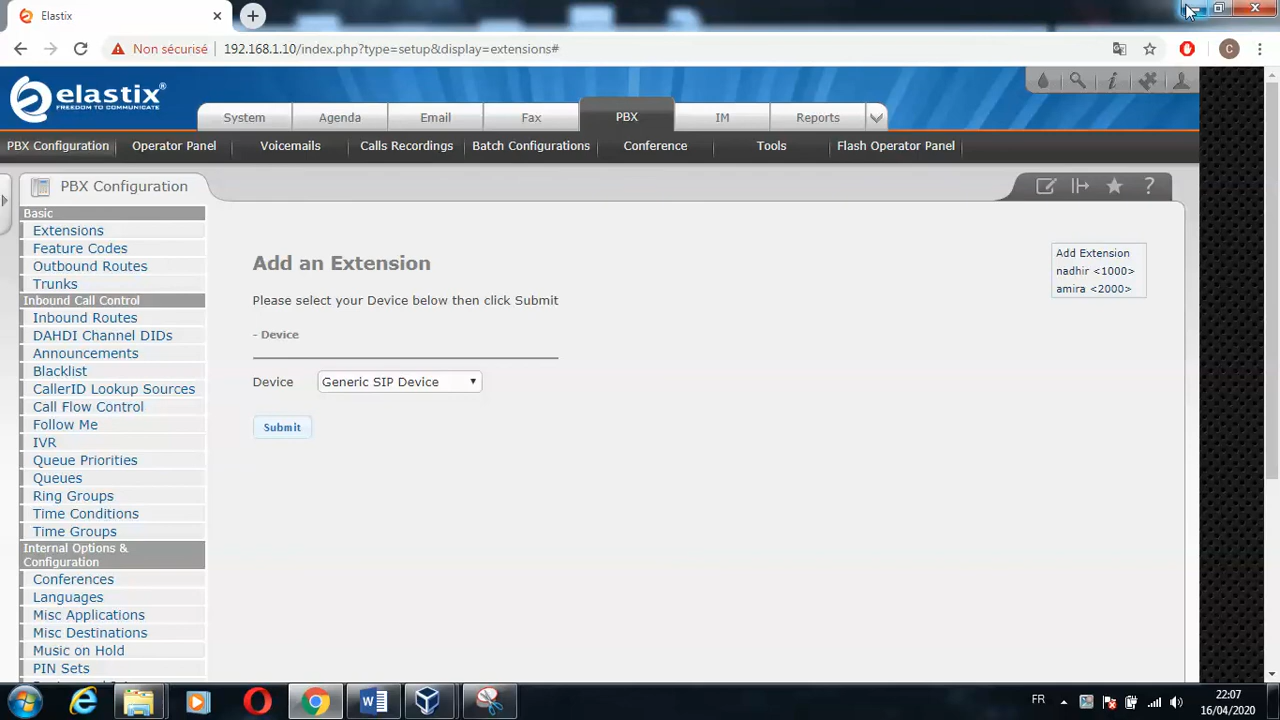 Elastix
Non sécurisé 192.168.1.10/index.php?type=setup&display=extensions#
C
elastix®
FREEDOM TO COMMUNICATE
System Agenda Email Fax PBX IM Reports
PBX Configuration Operator Panel Voicemails Calls Recordings Batch Configurations Conference Tools Flash Operator Panel
PBX Configuration
Basic
Extensions
Feature Codes
Outbound Routes
Trunks
Inbound Call Control
Inbound Routes
DAHDI Channel DIDs
Announcements
Blacklist
CallerID Lookup Sources
Call Flow Control
Follow Me
IVR
Queue Priorities
Queues
Ring Groups
Time Conditions
Time Groups
Internal Options &
Configuration
Conferences
Languages
Misc Applications
Misc Destinations
Music on Hold
PIN Sets
Add an Extension
Please select your Device below then click Submit
- Device
Device Generic SIP Device
Submit
Add Extension
nadhir <1000>
amira <2000>
FR
22:07
16/04/2020